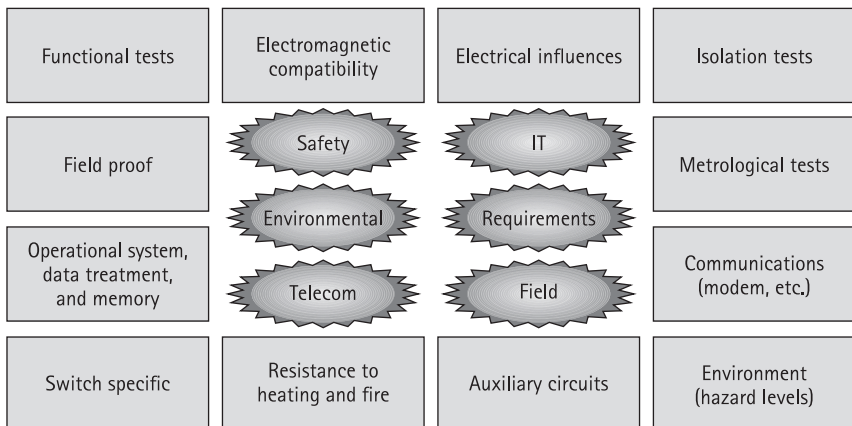 Functional tests
Electromagnetic
compatibility
Electrical influences
Isolation tests
Field proof
Safety
IT
Metrological tests
Environmental
Requirements
Operational system,
data treatment,
and memory
Telecom
Field
Communications
(modem, etc.)
Switch specific
Resistance to
heating and fire
Auxiliary circuits
Environment
(hazard levels)